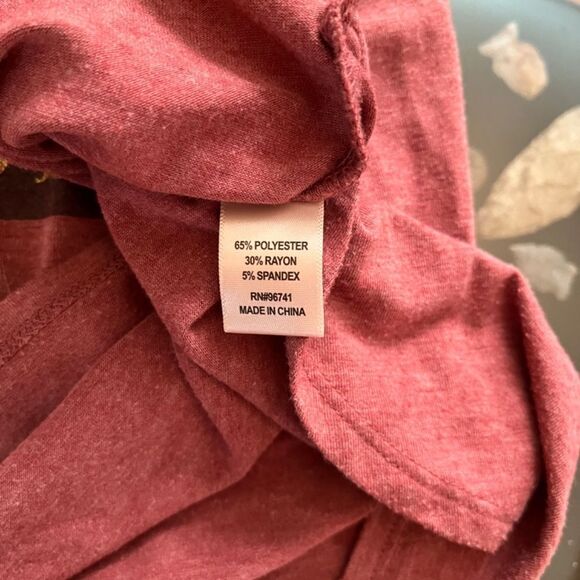 65% POLYESTER
30% RAYON
5% SPANDEX
RN#96741
MADE IN CHINA